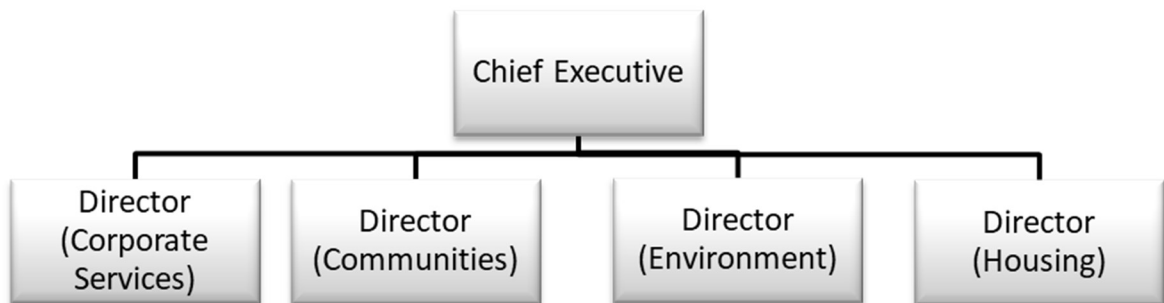 Chief Executive
Director
(Corporate
Services)
Director
(Communities)
Director
(Environment)
Director
(Housing)